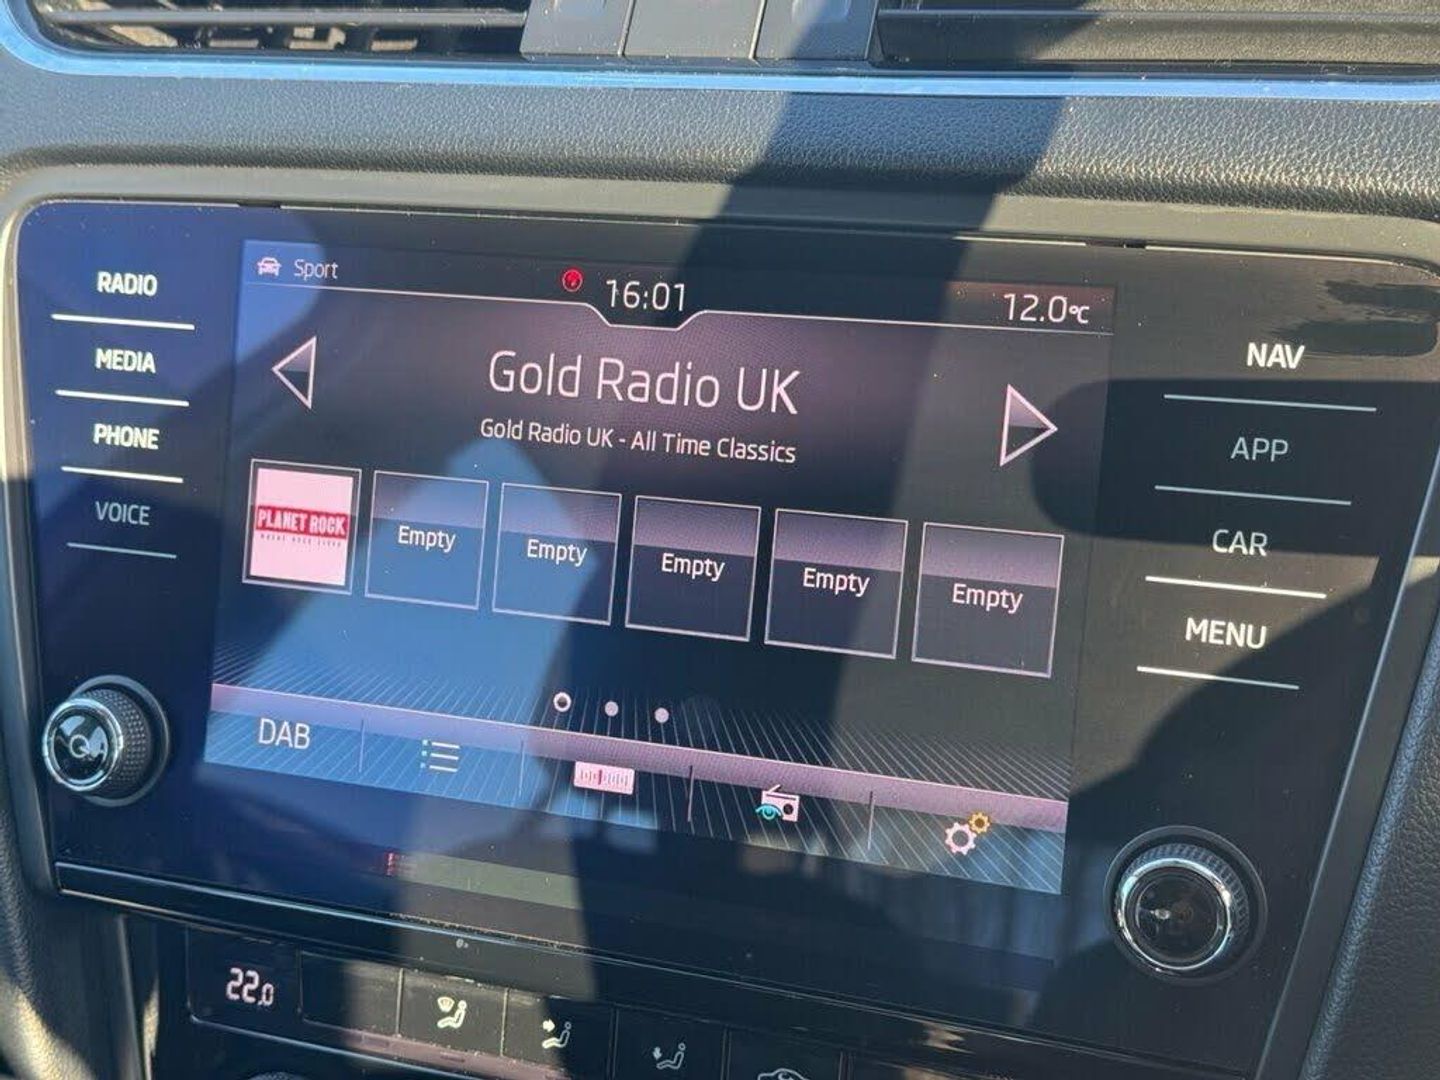 RADIO
MEDIA
PHONE
VOICE
Sport
16:01
12.0°C
Gold Radio UK
Gold Radio UK - All Time Classics
PLANET ROCK
Empty
Empty
Empty
Empty
Empty
DAB
NAV
APP
CAR
MENU
22.0